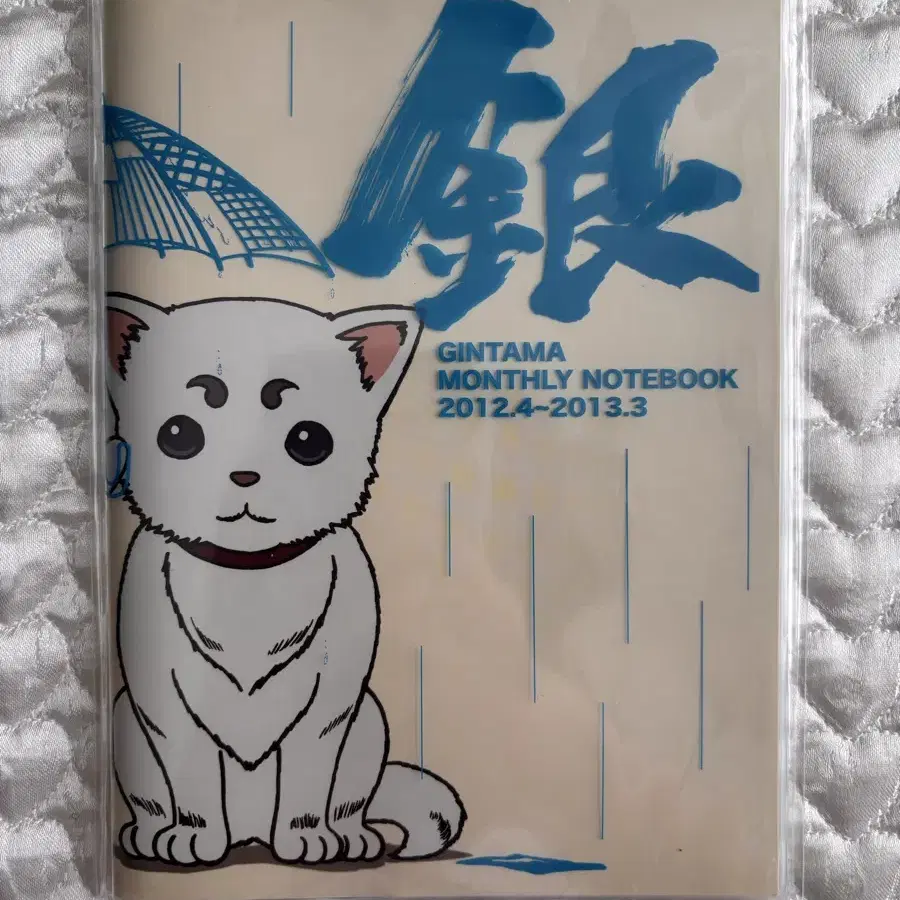 銀
GINTAMA
MONTHLY NOTEBOOK
2012.4~2013.3